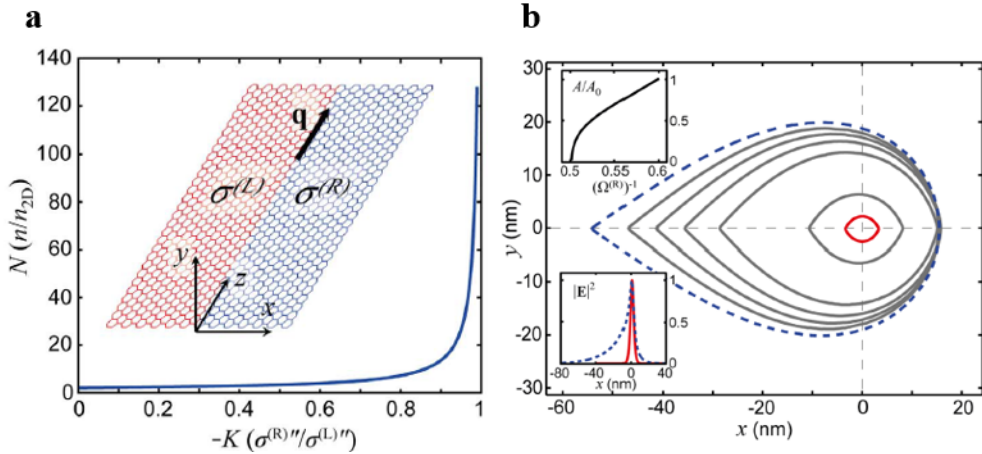 a
140
120
100
80
60
40
20
0
N (n/n2D)
q
σ(L)
σ(R)
y
z
x
0
0.2
0.4
0.6
0.8
1
-K (σ(R)″/σ(L)″)
b
30
20
10
0
-10
-20
-30
y (nm)
A/A0
1
0.5
0
0.5
0.55
0.6
(Ω(R))-1
|E|2
1
0.5
0
-80
-40
0
40
x (nm)
-60
-40
-20
0
20
x (nm)